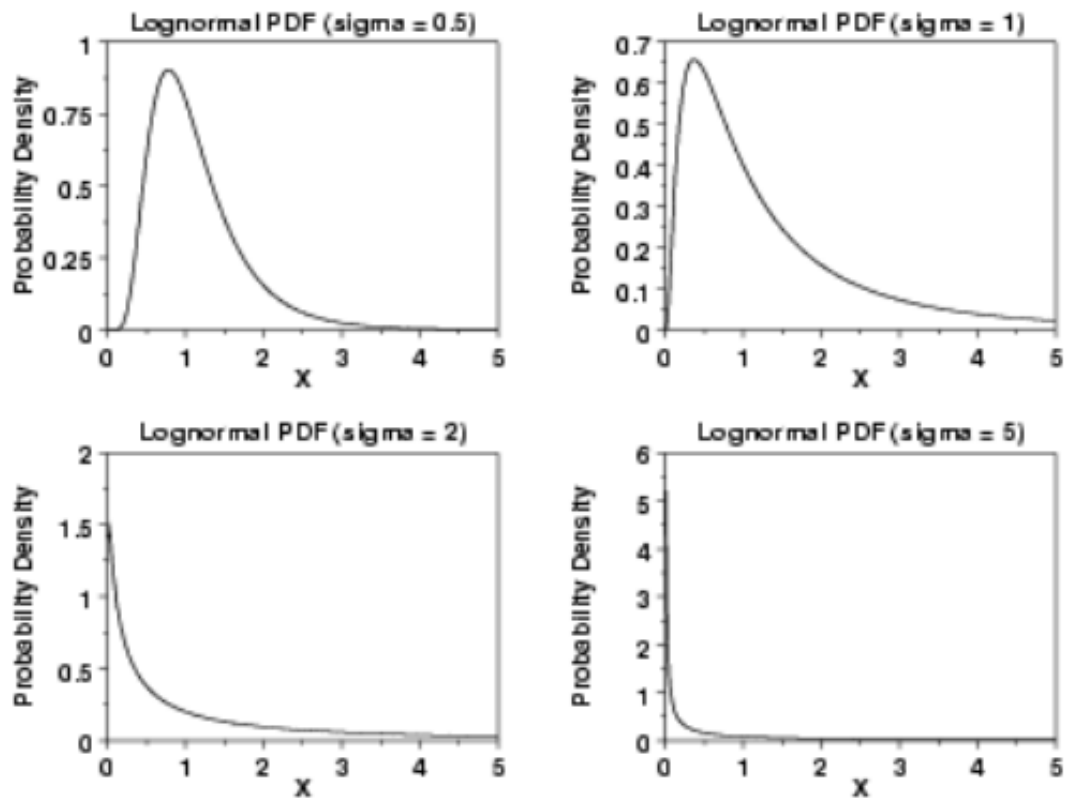 Lognormal PDF (sigma = 0.5)
1
0.75
0.5
0.25
0
Probability Density
0 1 2 3 4 5
X
Lognormal PDF (sigma = 1)
0.7
0.6
0.5
0.4
0.3
0.2
0.1
0
Probability Density
0 1 2 3 4 5
X
Lognormal PDF (sigma = 2)
2
1.5
1
0.5
0
Probability Density
0 1 2 3 4 5
X
Lognormal PDF (sigma = 5)
6
5
4
3
2
1
0
Probability Density
0 1 2 3 4 5
X